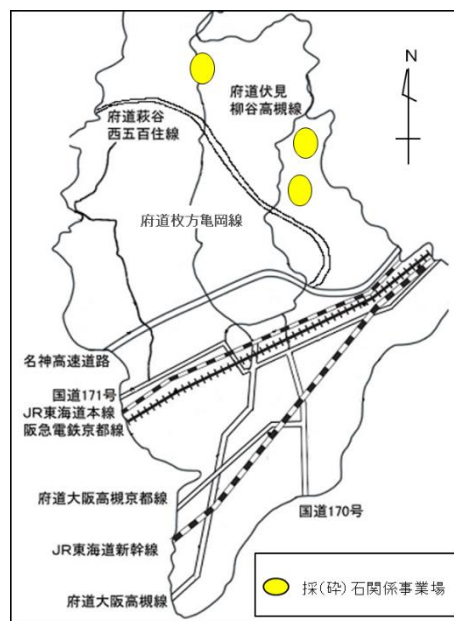 N
府道伏見
柳谷高槻線
府道萩谷
西五百住線
府道枚方亀岡線
名神高速道路
国道171号
JR東海道本線
阪急電鉄京都線
府道大阪高槻京都線
国道170号
JR東海道新幹線
府道大阪高槻線
採(砕)石関係事業場